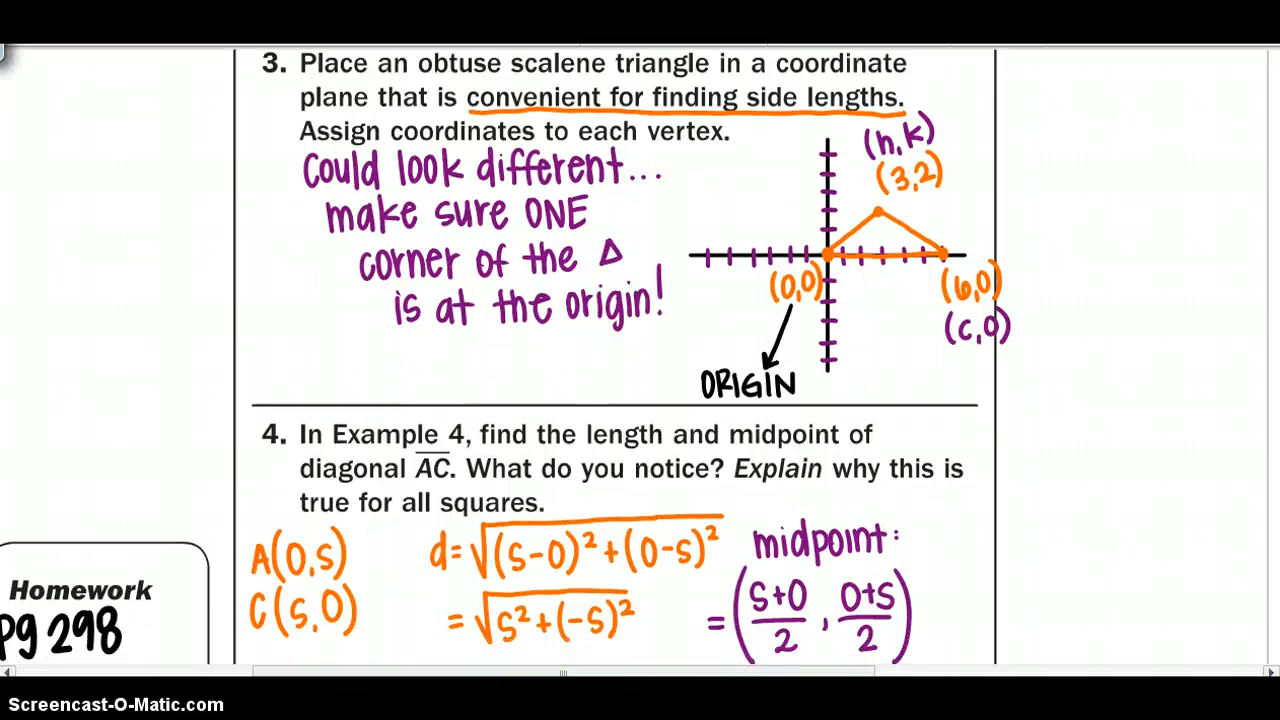 3. Place an obtuse scalene triangle in a coordinate
plane that is convenient for finding side lengths.
Assign coordinates to each vertex.
Could look different...
make sure ONE
corner of the Δ
is at the origin!
(h,k)
(3,2)
(0,0)
(6,0)
(c,0)
ORIGIN
4. In Example 4, find the length and midpoint of
diagonal A̅C̅. What do you notice? Explain why this is
true for all squares.
A(0,s)
C(s,0)
d=√(s-0)²+(0-s)²
=√s²+(-s)²
midpoint:
=(s+0/2, 0+s/2)
Homework
Pg 298
Screencast-O-Matic.com